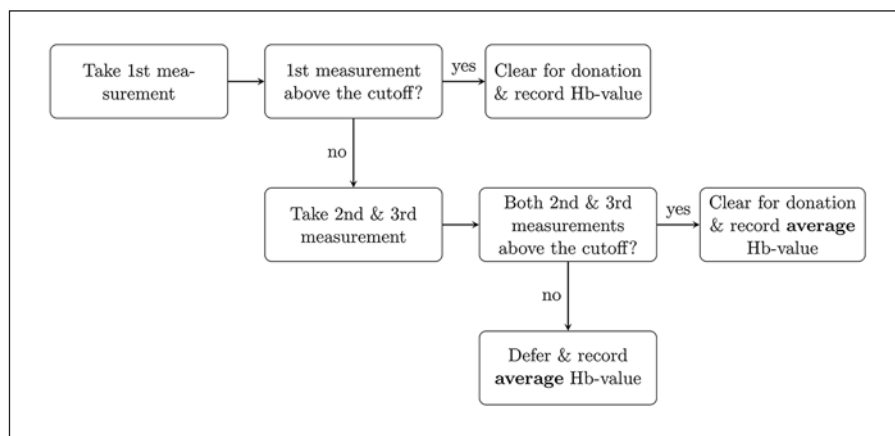 Take 1st mea-
surement
1st measurement
above the cutoff?
yes
Clear for donation
& record Hb-value
no
Take 2nd & 3rd
measurement
Both 2nd & 3rd
measurements
above the cutoff?
yes
Clear for donation
& record average
Hb-value
no
Defer & record
average Hb-value